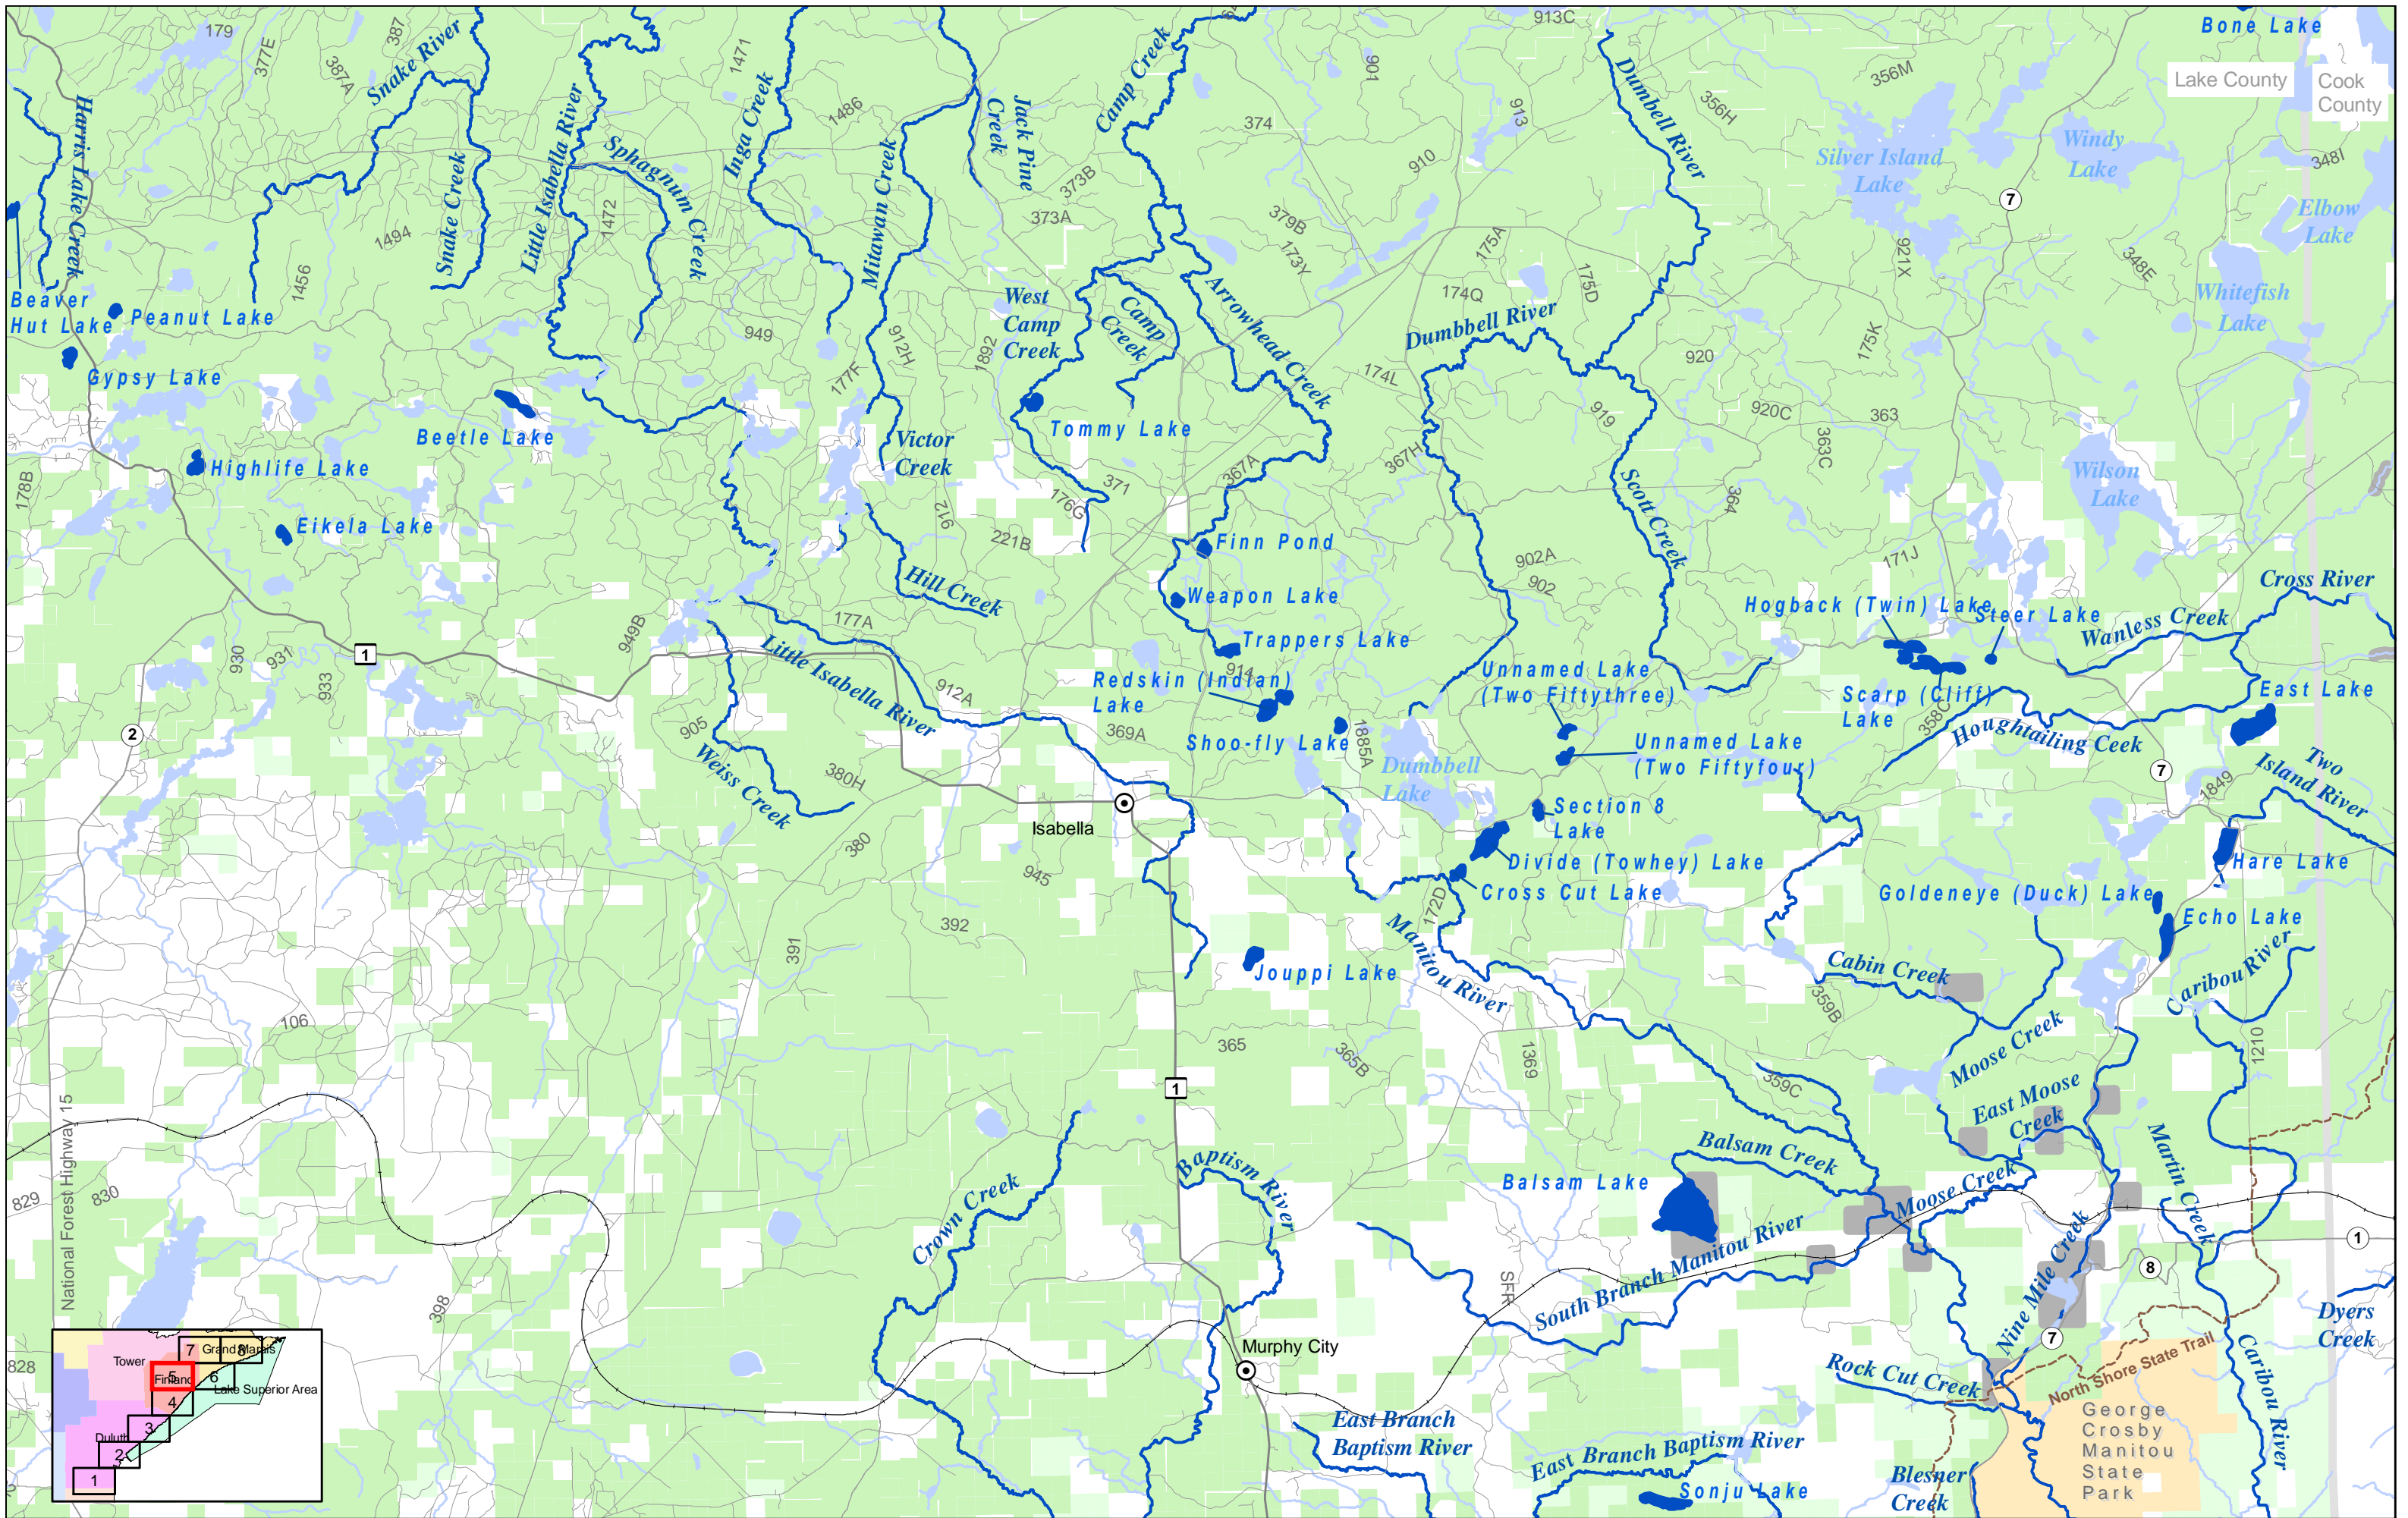 179
377E
387
387A
Snake River
1471
1486
Camp Creek
901
913C
913
356M
356H
Bone Lake
Lake County
Cook
County
Harris Lake Creek
Snake Creek
Little Isabella River
Sphagnum Creek
Inga Creek
Mitawan Creek
Jack Pine
Creek
374
373B
373A
379B
173Y
910
Dumbell River
Silver Island
Lake
Windy
Lake
7
348I
Elbow
Lake
1494
1456
1472
175A
174Q
175D
921X
348E
Whitefish
Lake
Beaver
Hut Lake
Peanut Lake
Gypsy Lake
949
912H
177F
1892
West
Camp
Creek
Camp
Creek
Arrowhead Creek
Dumbbell River
174L
920
175K
919
920C
363
363C
Beetle Lake
Highlife Lake
Eikela Lake
178B
Victor
Creek
Tommy Lake
912
371
176G
221B
367A
367H
Scott Creek
364
Wilson
Lake
171J
Finn Pond
Weapon Lake
Trappers Lake
902A
902
Hill Creek
177A
Little Isabella River
949B
912A
905
Weiss Creek
380H
380
930
931
933
1
2
Redskin (Indian)
Lake
914
Shoo-fly Lake
369A
1885A
Unnamed Lake
(Two Fiftythree)
Unnamed Lake
(Two Fiftyfour)
Hogback (Twin) Lake
Steer Lake
Scarp (Cliff)
Lake
358C
Houghtailing Ceek
Wanless Creek
Cross River
East Lake
7
1849
Two
Island River
Dumbbell
Lake
Section 8
Lake
Divide (Towhey) Lake
Cross Cut Lake
172D
Isabella
945
392
391
Jouppi Lake
Manitou River
Goldeneye (Duck) Lake
Hare Lake
Echo Lake
Caribou River
Cabin Creek
359B
106
365
365B
1369
359C
Moose Creek
East Moose
Creek
1210
1
National Forest Highway 15
829
830
828
398
Crown Creek
Baptism River
Balsam Lake
Balsam Creek
Moose Creek
Martin Creek
South Branch Manitou River
SFR
Nine Mile Creek
8
1
7
Dyers
Creek
Murphy City
East Branch
Baptism River
East Branch Baptism River
Sonju Lake
Rock Cut Creek
Blesner
Creek
North Shore State Trail
George
Crosby
Manitou
State
Park
Caribou River
Tower
Finland
Grand Marais
Lake Superior Area
Duluth
1
2
3
4
5
6
7
8